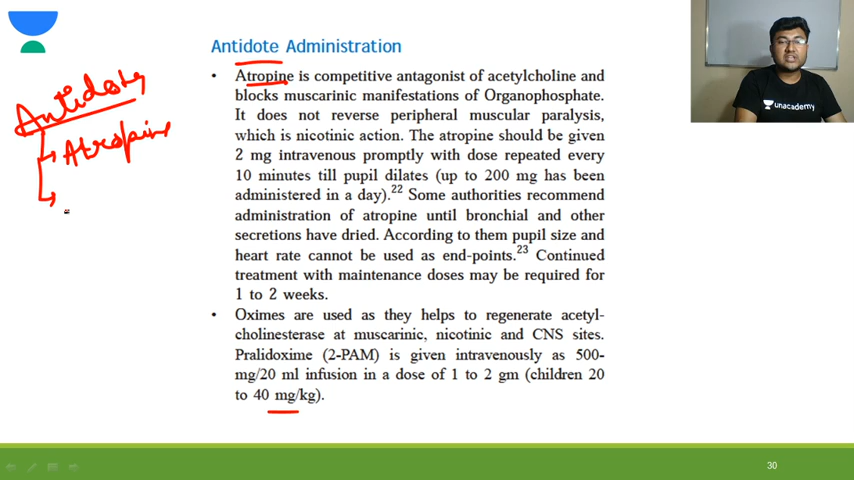 Antidote Administration
• Atropine is competitive antagonist of acetylcholine and
blocks muscarinic manifestations of Organophosphate.
It does not reverse peripheral muscular paralysis,
which is nicotinic action. The atropine should be given
2 mg intravenous promptly with dose repeated every
10 minutes till pupil dilates (up to 200 mg has been
administered in a day).22 Some authorities recommend
administration of atropine until bronchial and other
secretions have dried. According to them pupil size and
heart rate cannot be used as end-points.23 Continued
treatment with maintenance doses may be required for
1 to 2 weeks.
• Oximes are used as they helps to regenerate acetyl-
cholinesterase at muscarinic, nicotinic and CNS sites.
Pralidoxime (2-PAM) is given intravenously as 500-
mg/20 ml infusion in a dose of 1 to 2 gm (children 20
to 40 mg/kg).
Antidote
Atropine
unacademy
30